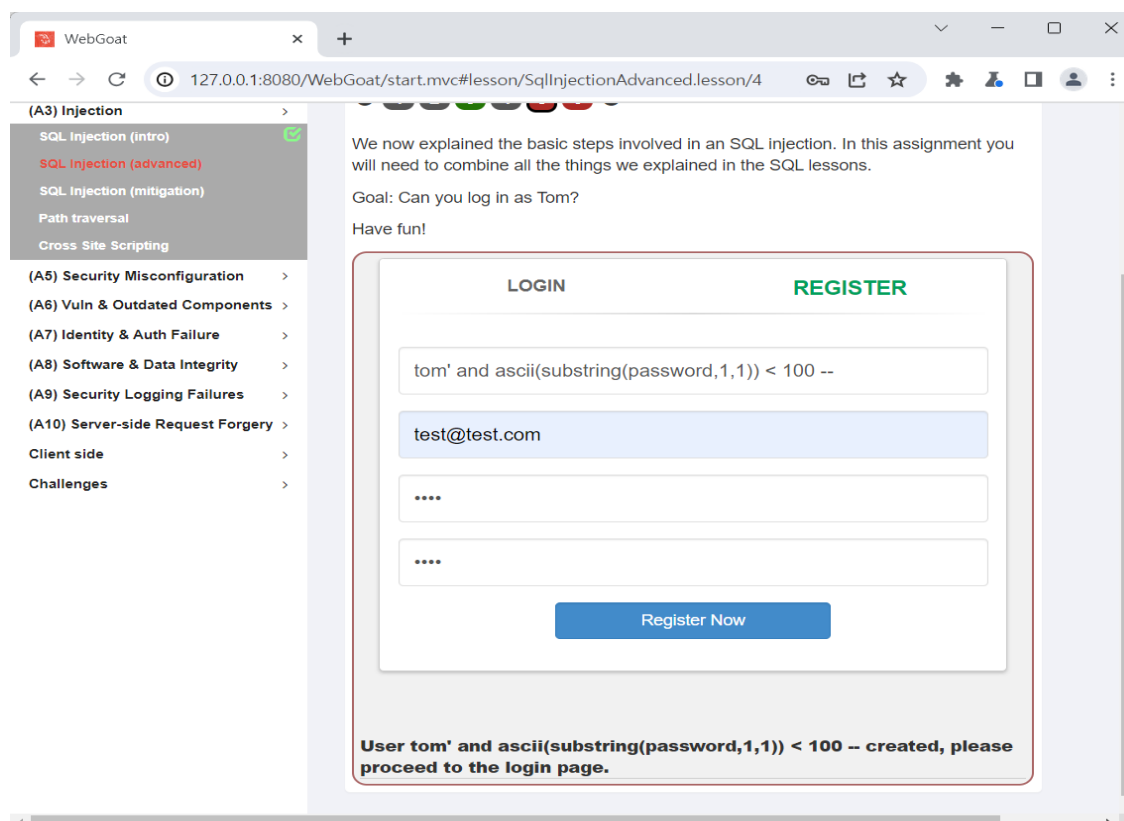 WebGoat
127.0.0.1:8080/WebGoat/start.mvc#lesson/SqlInjectionAdvanced.lesson/4
(A3) Injection
SQL Injection (intro)
SQL Injection (advanced)
SQL Injection (mitigation)
Path traversal
Cross Site Scripting
(A5) Security Misconfiguration
(A6) Vuln & Outdated Components
(A7) Identity & Auth Failure
(A8) Software & Data Integrity
(A9) Security Logging Failures
(A10) Server-side Request Forgery
Client side
Challenges
We now explained the basic steps involved in an SQL injection. In this assignment you
will need to combine all the things we explained in the SQL lessons.
Goal: Can you log in as Tom?
Have fun!
LOGIN REGISTER
tom' and ascii(substring(password,1,1)) < 100 --
test@test.com
••••
••••
Register Now
User tom' and ascii(substring(password,1,1)) < 100 -- created, please
proceed to the login page.